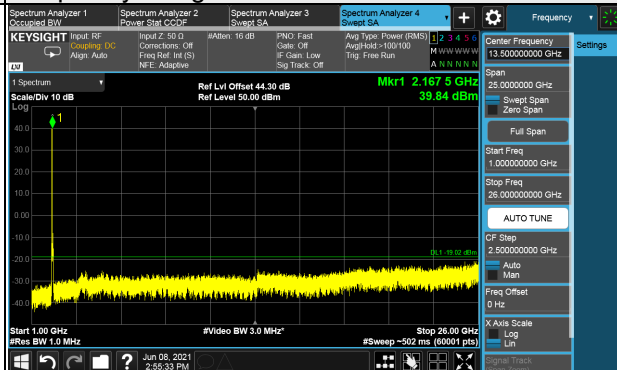 Spectrum Analyzer 1
Occupied BW
Spectrum Analyzer 2
Power Stat CCDF
Spectrum Analyzer 3
Swept SA
Spectrum Analyzer 4
Swept SA
Frequency
KEYSIGHT
Input: RF
Coupling: DC
Align: Auto
Input Z: 50 Ω
Corrections: Off
Freq Ref: Int (S)
NFE: Adaptive
#Atten: 16 dB
PNO: Fast
Gate: Off
IF Gain: Low
Sig Track: Off
Avg Type: Power (RMS)
Avg|Hold:>100/100
Trig: Free Run
1 2 3 4 5 6
M W W W W W
A N N N N N
LXI
1 Spectrum
Scale/Div 10 dB
Log
Ref Lvl Offset 44.30 dB
Ref Level 50.00 dBm
Mkr1 2.167 5 GHz
39.84 dBm
1
40.0
30.0
20.0
10.0
0.00
-10.0
-20.0
-30.0
-40.0
DL1 -19.02 dBm
Start 1.00 GHz
#Res BW 1.0 MHz
#Video BW 3.0 MHz*
Stop 26.00 GHz
#Sweep ~502 ms (60001 pts)
Jun 08, 2021
2:55:33 PM
Center Frequency
13.500000000 GHz
Settings
Span
25.0000000 GHz
Swept Span
Zero Span
Full Span
Start Freq
1.000000000 GHz
Stop Freq
26.000000000 GHz
AUTO TUNE
CF Step
2.500000000 GHz
Auto
Man
Freq Offset
0 Hz
X Axis Scale
Log
Lin
Signal Track